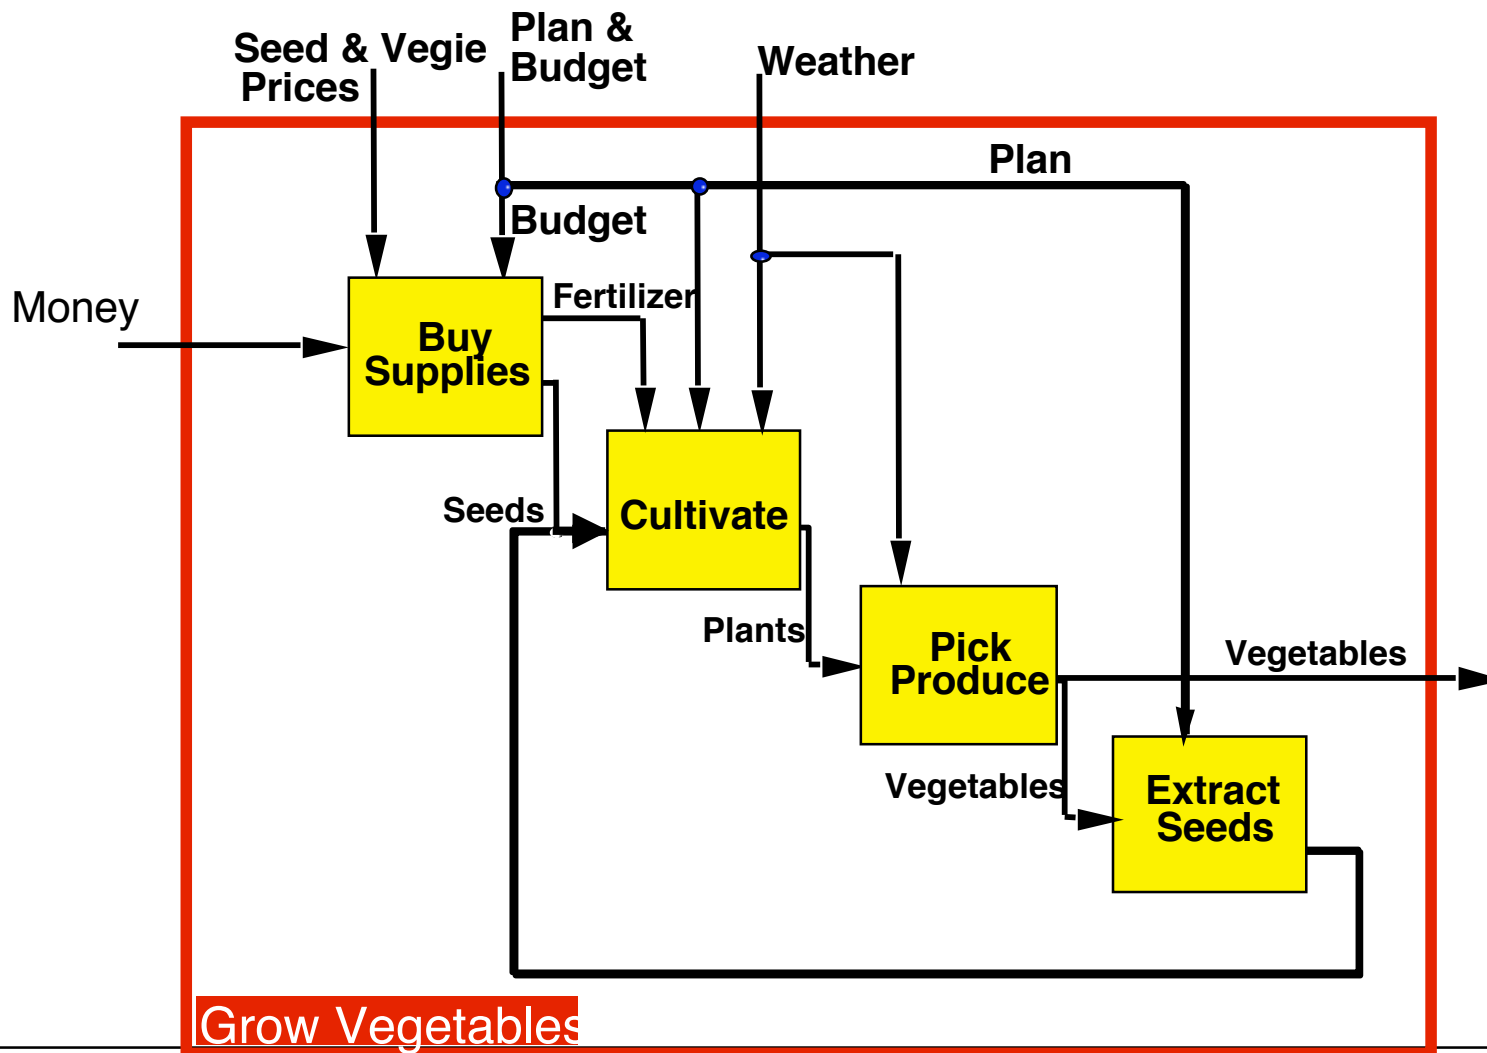 Seed & Vegie
Prices
Plan &
Budget
Weather
Plan
Budget
Money
Fertilizer
Buy
Supplies
Seeds
Cultivate
Plants
Pick
Produce
Vegetables
Vegetables
Extract
Seeds
Grow Vegetables